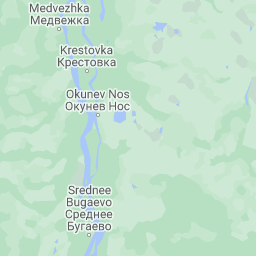 Medvezhka
Медвежка
Krestovka
Крестовка
Okunev Nos
Окунев Нос
Srednee
Bugaevo
Среднее
Бугаево